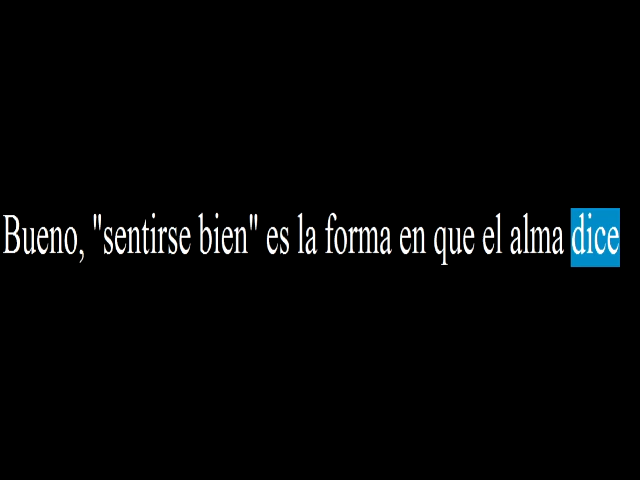 Bueno, "sentirse bien" es la forma en que el alma dice